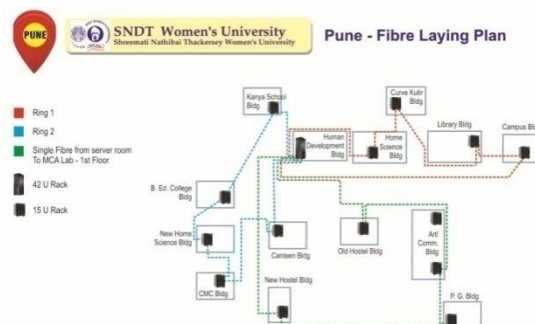 PUNE
SNDT Women's University
Shreemati Nathibai Thackersey Women's University
Pune - Fibre Laying Plan
Ring 1
Ring 2
Single Fibre from server room
To MCA Lab - 1st Floor
42 U Rack
15 U Rack
Kanya School
Bldg
Human
Development
Bldg
Home
Science
Bldg
Curve Kutir
Bldg
Library Bldg
Campus Bl
B. Ed. College
Bldg
New Home
Science Bldg
CMC Bldg
Canteen Bldg
Old Hostel Bldg
Art/
Comm.
Bldg
New Hostel Bldg
P. G. Bldg